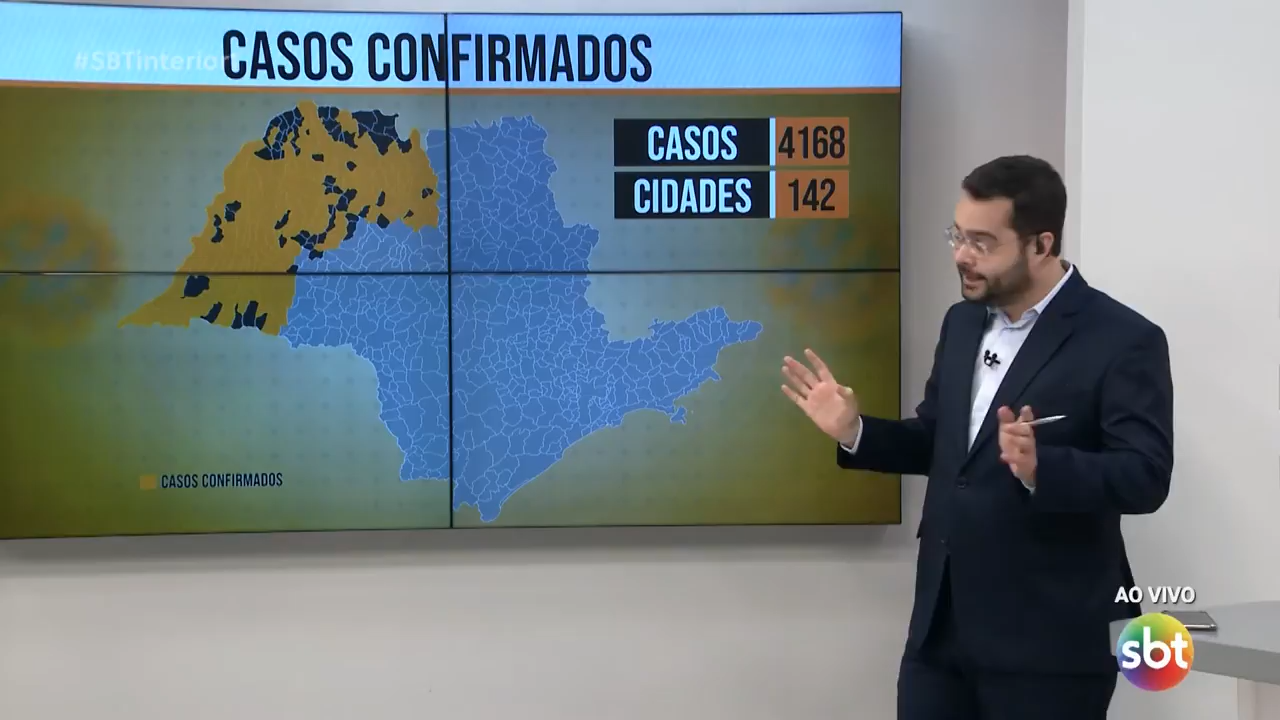 #SBTinterior
CASOS CONFIRMADOS
CASOS 4168
CIDADES 142
CASOS CONFIRMADOS
AO VIVO
sbt